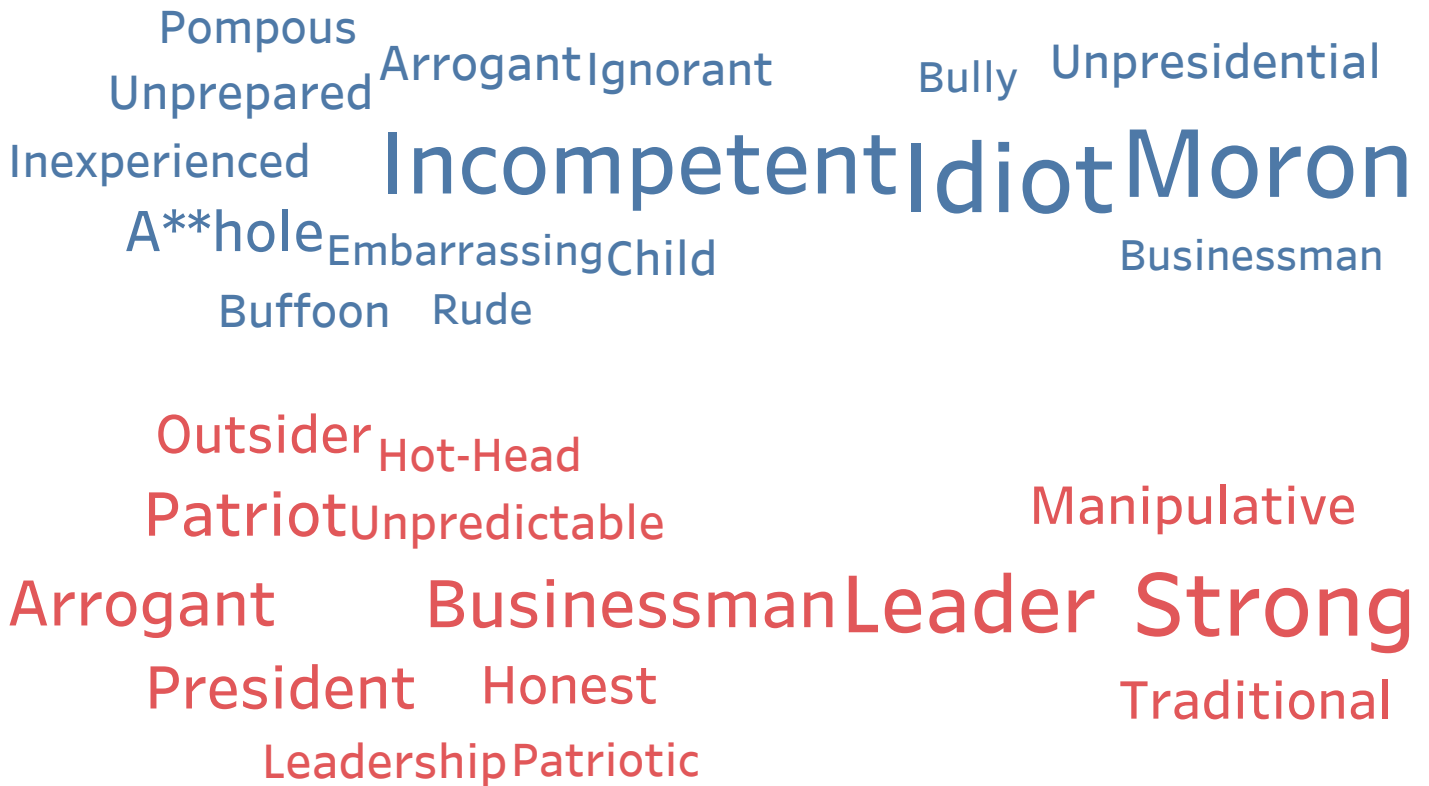 Pompous
Arrogant Ignorant Bully Unpresidential
Unprepared
Inexperienced Incompetent Idiot Moron
A**hole Embarrassing Child Businessman
Buffoon Rude
Outsider Hot-Head
Patriot Unpredictable Manipulative
Arrogant Businessman Leader Strong
President Honest Traditional
Leadership Patriotic